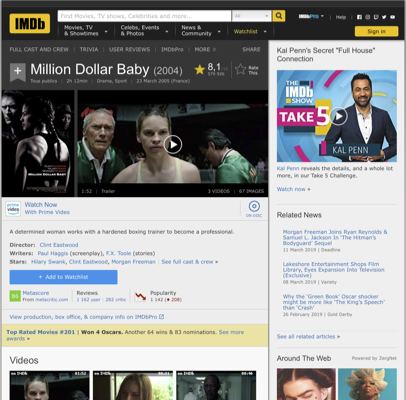 IMDb
Find Movies, TV shows, Celebrities and more...
All
IMDbPro
Help
Movies, TV
& Showtimes
Celebs, Events
& Photos
News &
Community
Watchlist
Sign in
FULL CAST AND CREW | TRIVIA | USER REVIEWS | IMDbPro | MORE
SHARE
Million Dollar Baby (2004)
8,1
Rate
This
Tous publics | 2h 12min | Drama, Sport | 23 March 2005 (France)
MILLION DOLLAR BABY
1:52 | Trailer
3 VIDEOS | 67 IMAGES
prime video
Watch Now
With Prime Video
ON DISC
A determined woman works with a hardened boxing trainer to become a professional.
Director: Clint Eastwood
Writers: Paul Haggis (screenplay), F.X. Toole (stories)
Stars: Hilary Swank, Clint Eastwood, Morgan Freeman | See full cast & crew »
+ Add to Watchlist
Metascore
From metacritic.com
Reviews
1 162 user | 282 critic
Popularity
1 142 (208)
View production, box office, & company info on IMDbPro
Top Rated Movies #201 | Won 4 Oscars. Another 64 wins & 83 nominations. See more
awards »
Videos
Kal Penn's Secret "Full House"
Connection
THE
IMDb
SHOW
TAKE 5
KAL PENN
Kal Penn reveals the details, and a whole lot
more, in our Take 5 Challenge.
Watch now »
Related News
Morgan Freeman Joins Ryan Reynolds &
Samuel L. Jackson In 'The Hitman's
Bodyguard' Sequel
11 March 2019 | Deadline
Lakeshore Entertainment Shops Film
Library, Eyes Expansion Into Television
(Exclusive)
08 March 2019 | Variety
Why the 'Green Book' Oscar shocker
might be more like 'The King's Speech'
than 'Crash'
26 February 2019 | Gold Derby
See all related articles »
Around The Web
Powered by ZergNet